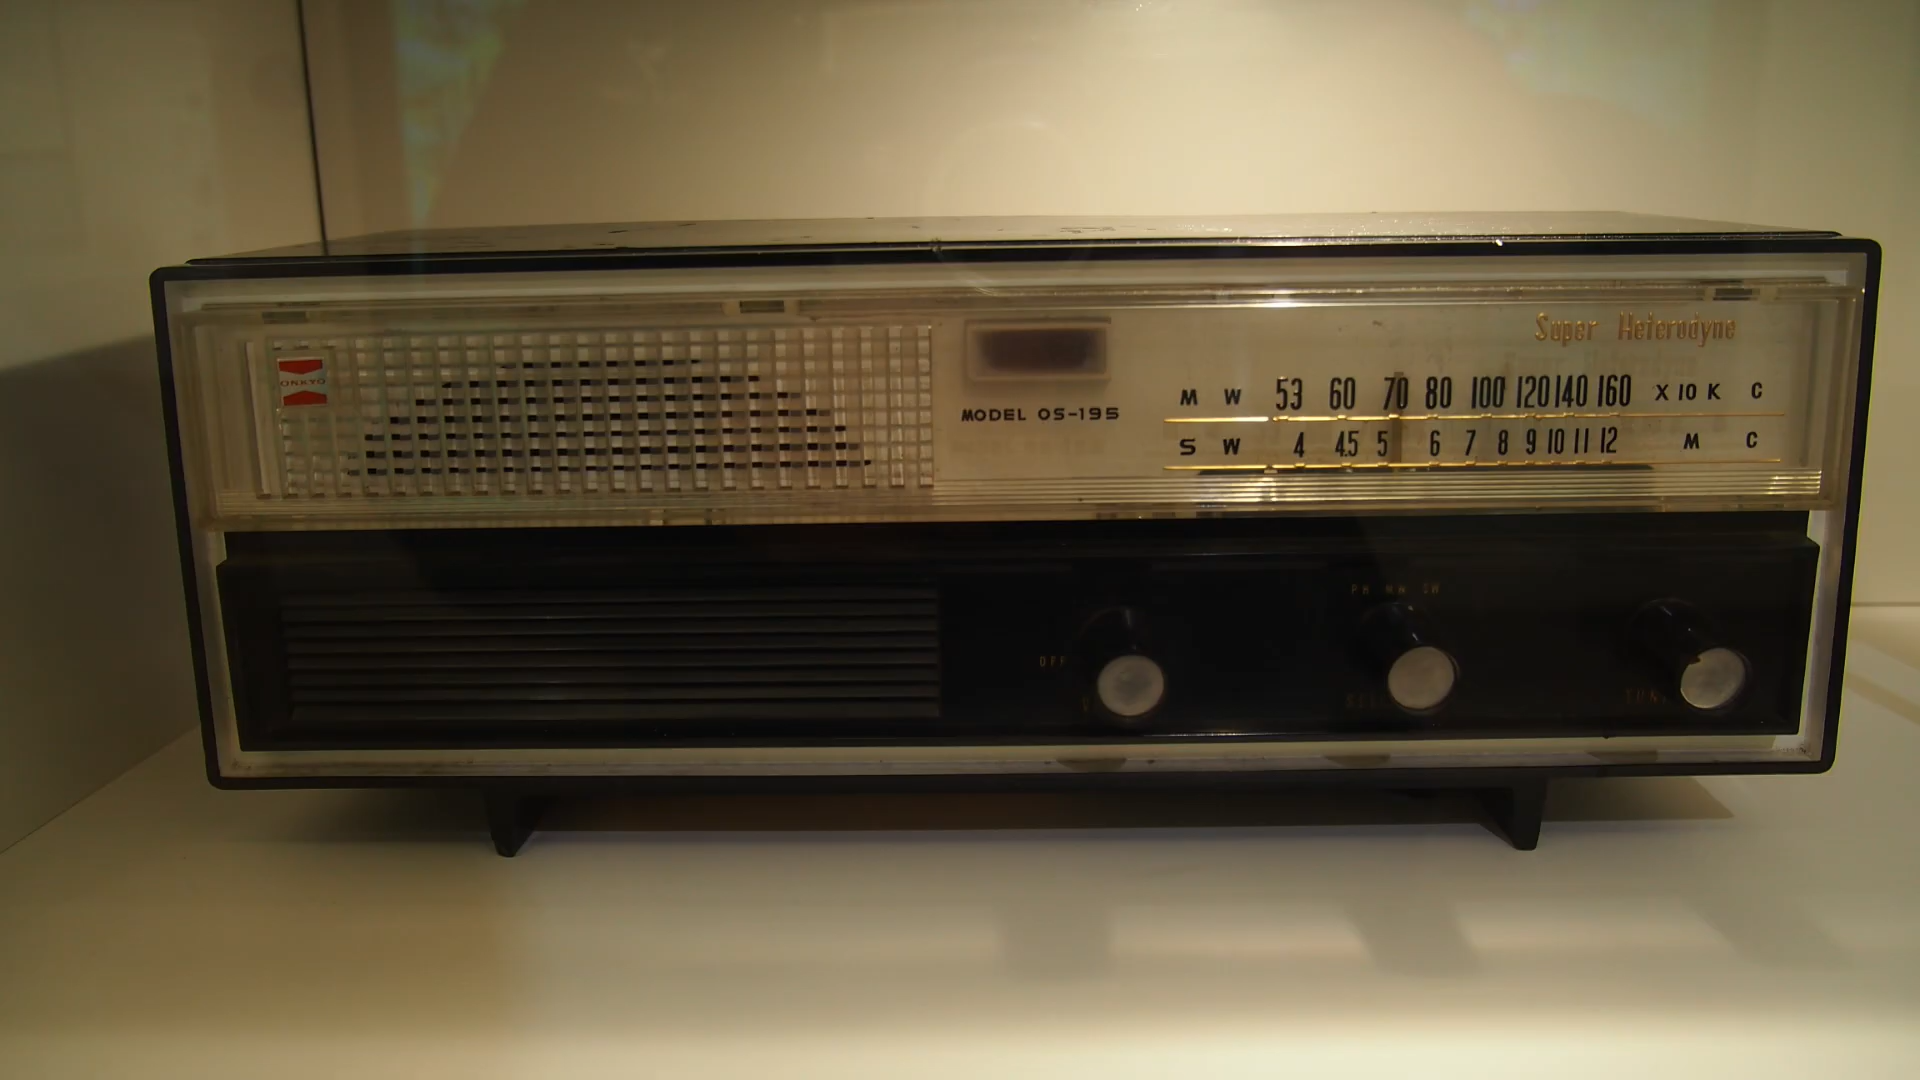 Super Heterodyne
ONKYO
MODEL OS-195
M W 53 60 70 80 100 120 140 160 X 10 K C
S W 4 4.5 5 6 7 8 9 10 11 12 M C
PH MW SW
OFF